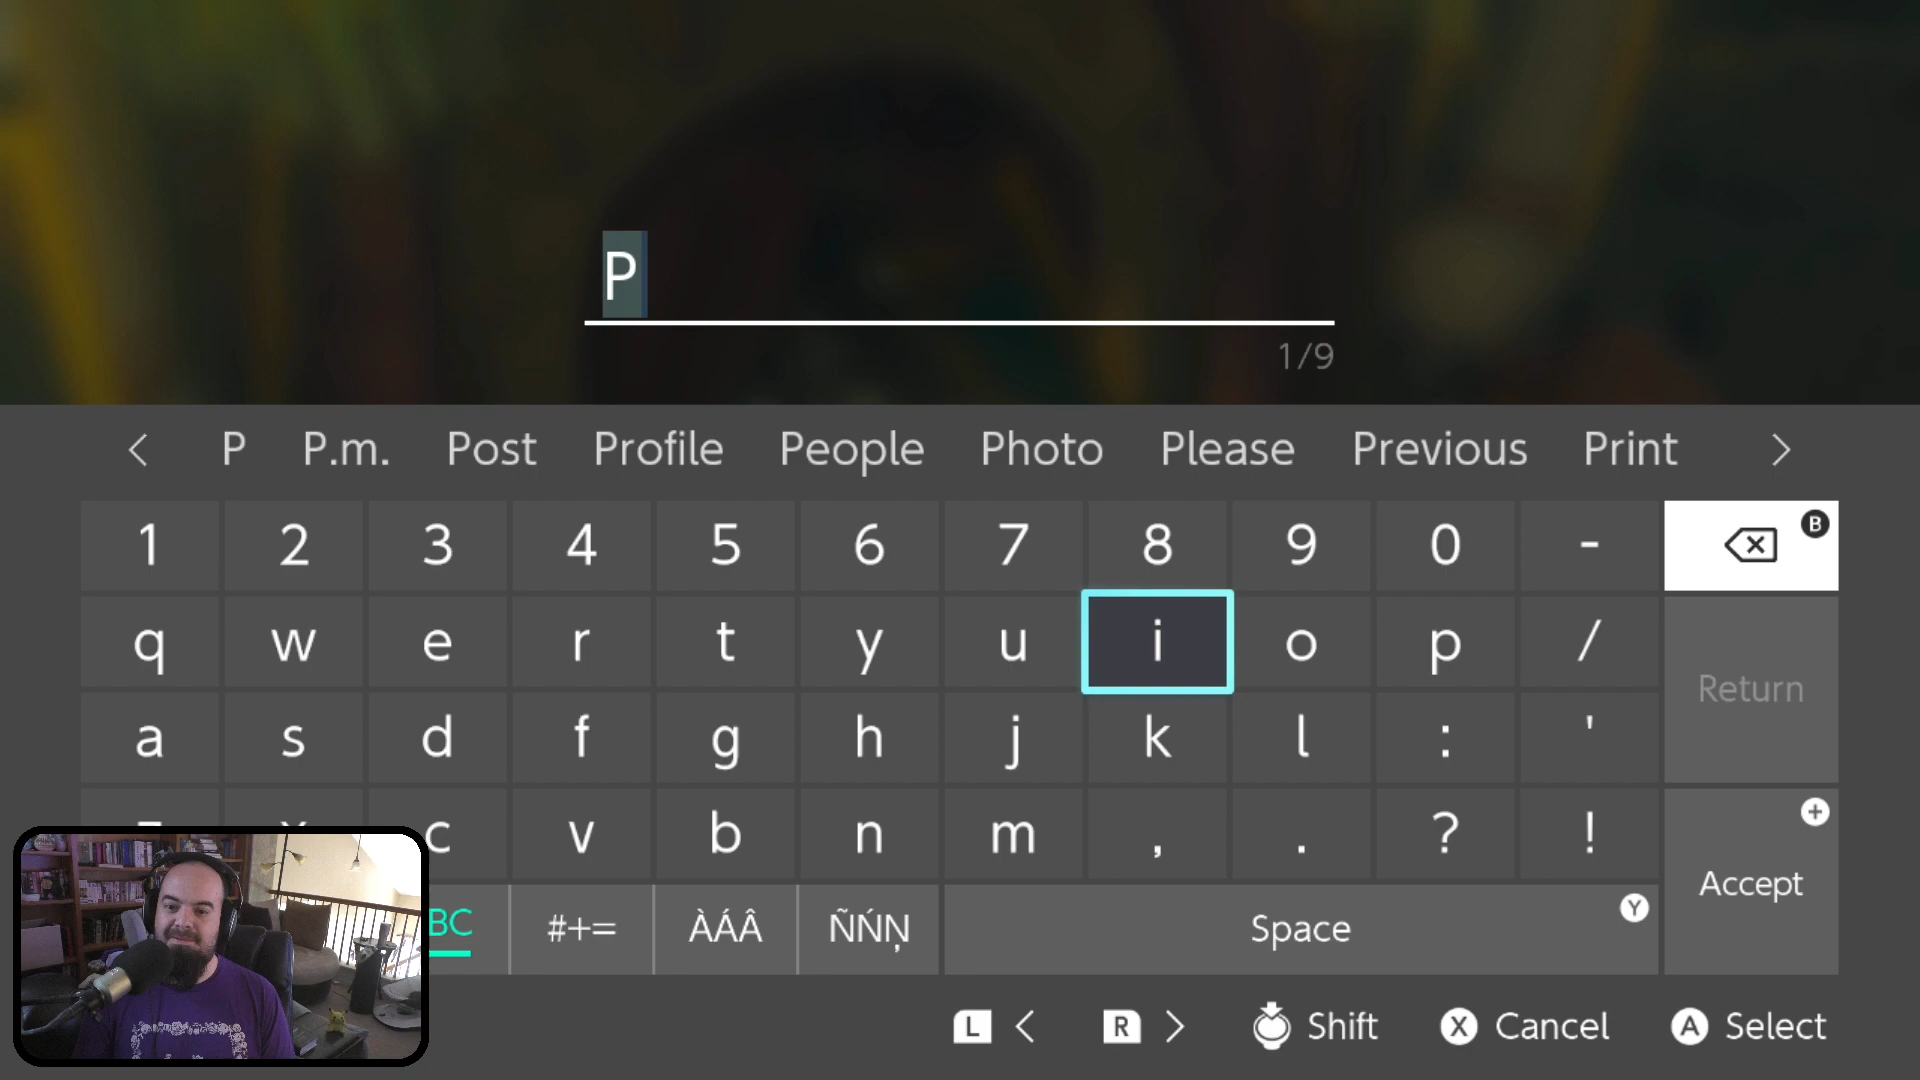 P
1/9
< P P.m. Post Profile People Photo Please Previous Print >
1 2 3 4 5 6 7 8 9 0 - B
q w e r t y u i o p /
Return
a s d f g h j k l : '
c v b n m , . ? ! +
Accept
BC #+= ÀÁÂ ÑŃŅ Space Y
L < R > Shift X Cancel A Select